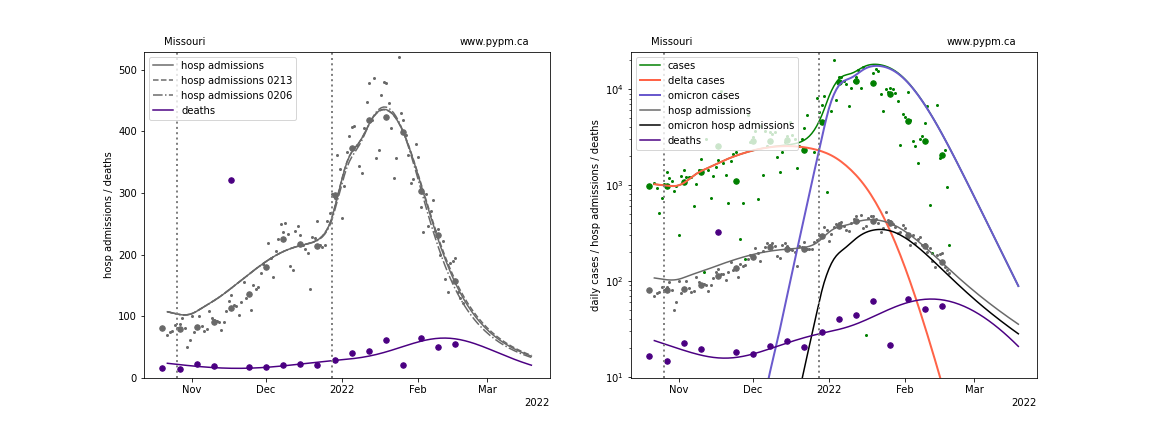 Missouri
www.pypm.ca
500
400
300
200
100
0
hosp admissions / deaths
hosp admissions
hosp admissions 0213
hosp admissions 0206
deaths
Nov
Dec
2022
Feb
Mar
2022
Missouri
www.pypm.ca
10⁴
10³
10²
10¹
daily cases / hosp admissions / deaths
cases
delta cases
omicron cases
hosp admissions
omicron hosp admissions
deaths
Nov
Dec
2022
Feb
Mar
2022